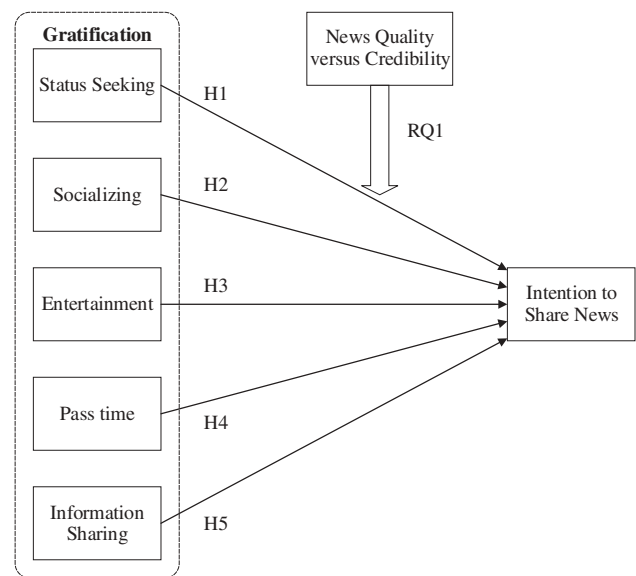 Gratification
Status Seeking
Socializing
Entertainment
Pass time
Information
Sharing
H1
H2
H3
H4
H5
News Quality
versus Credibility
RQ1
Intention to
Share News